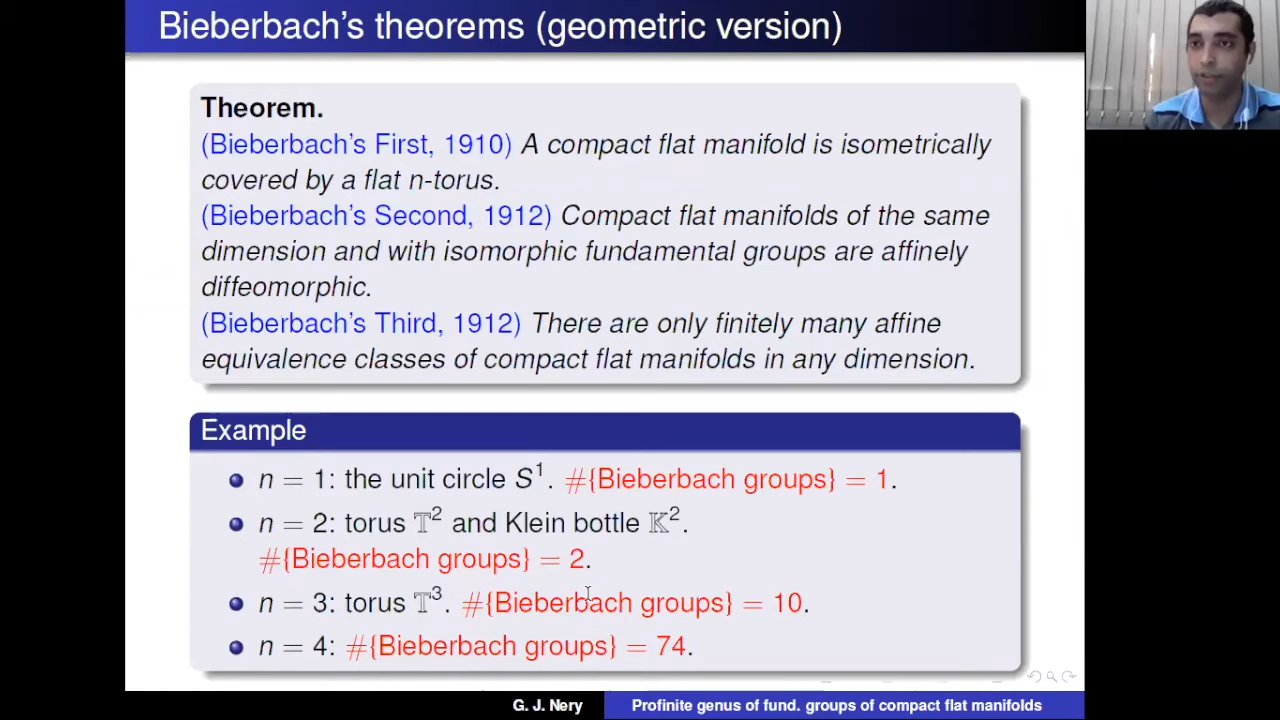 Bieberbach's theorems (geometric version)
Theorem.
(Bieberbach's First, 1910) A compact flat manifold is isometrically
covered by a flat n-torus.
(Bieberbach's Second, 1912) Compact flat manifolds of the same
dimension and with isomorphic fundamental groups are affinely
diffeomorphic.
(Bieberbach's Third, 1912) There are only finitely many affine
equivalence classes of compact flat manifolds in any dimension.
Example
n = 1: the unit circle S¹. #{Bieberbach groups} = 1.
n = 2: torus 𝕋² and Klein bottle 𝕂².
#{Bieberbach groups} = 2.
n = 3: torus 𝕋³. #{Bieberbach groups} = 10.
n = 4: #{Bieberbach groups} = 74.
G. J. Nery Profinite genus of fund. groups of compact flat manifolds